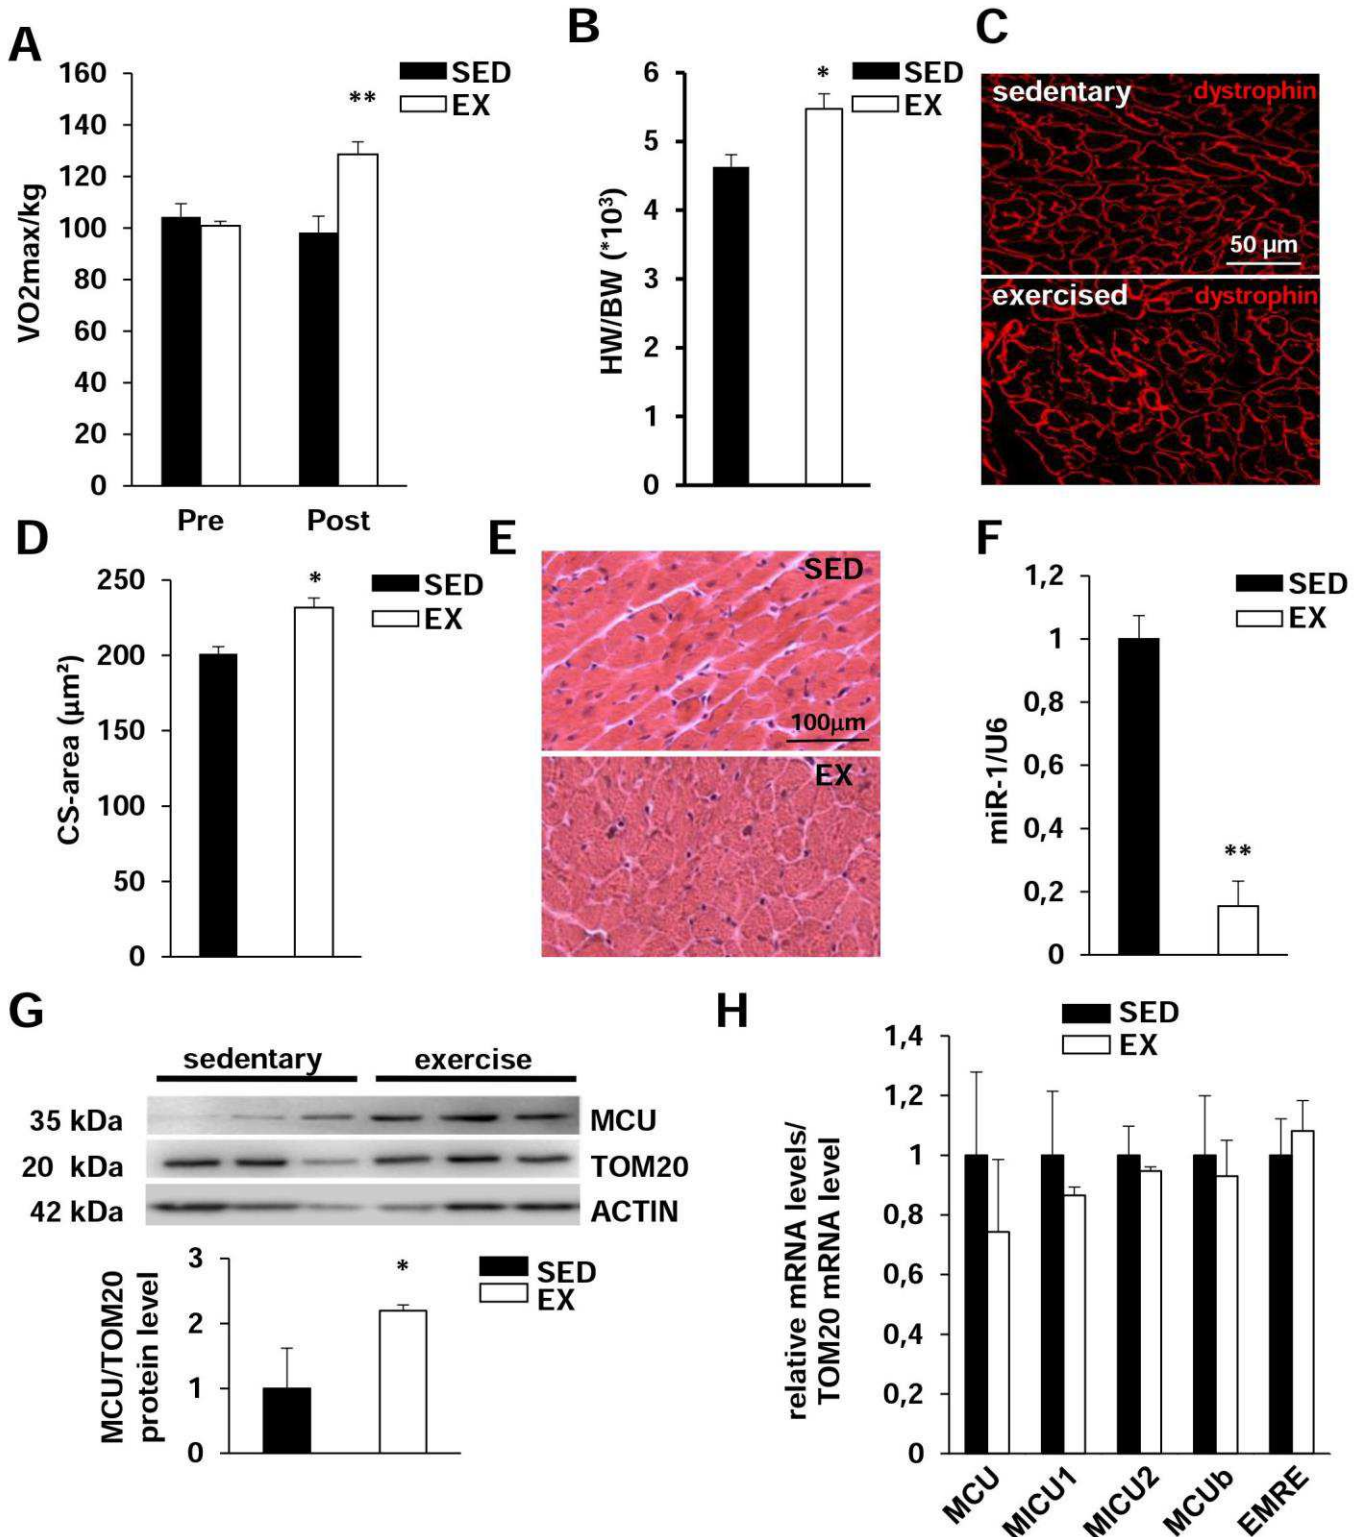 A
160
140
120
100
80
60
40
20
0
VO2max/kg
**
SED
EX
Pre
Post
B
6
5
4
3
2
1
0
HW/BW (*10³)
*
SED
EX
C
sedentary dystrophin
50 µm
exercised dystrophin
D
250
200
150
100
50
0
CS-area (µm²)
*
SED
EX
E
SED
100µm
EX
F
1,2
1
0,8
0,6
0,4
0,2
0
miR-1/U6
**
SED
EX
G
sedentary exercise
35 kDa MCU
20 kDa TOM20
42 kDa ACTIN
3
2
1
0
MCU/TOM20
protein level
*
SED
EX
H
SED
EX
1,4
1,2
1
0,8
0,6
0,4
0,2
0
relative mRNA levels/
TOM20 mRNA level
MCU
MICU1
MICU2
MCUb
EMRE